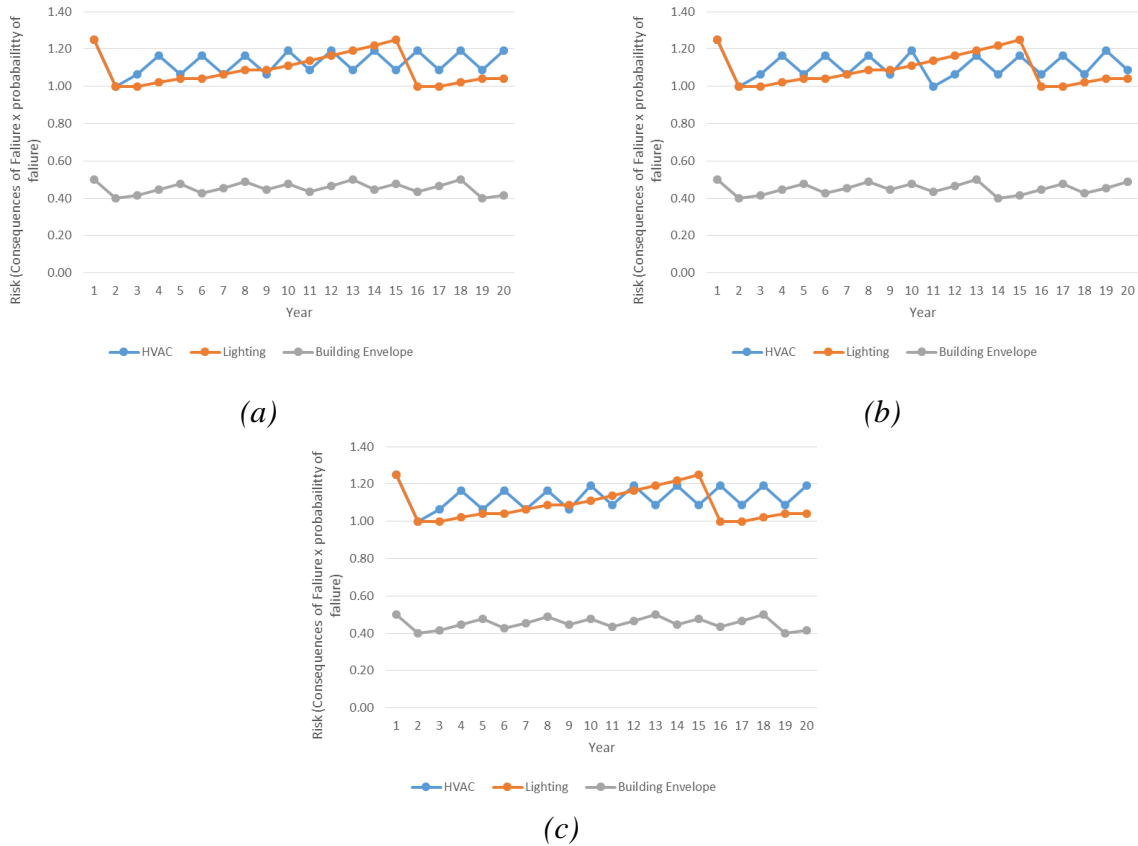 Risk (Consequences of Faliure x probabailitty of
faliure)
1.40
1.20
1.00
0.80
0.60
0.40
0.20
0.00
1 2 3 4 5 6 7 8 9 10 11 12 13 14 15 16 17 18 19 20
Year
HVAC Lighting Building Envelope
(a)
Risk (Consequences of Faliure x probabailitty of
faliure)
1.40
1.20
1.00
0.80
0.60
0.40
0.20
0.00
1 2 3 4 5 6 7 8 9 10 11 12 13 14 15 16 17 18 19 20
Year
HVAC Lighting Building Envelope
(b)
Risk (Consequences of Faliure x probabailitty of
faliure)
1.40
1.20
1.00
0.80
0.60
0.40
0.20
0.00
1 2 3 4 5 6 7 8 9 10 11 12 13 14 15 16 17 18 19 20
Year
HVAC Lighting Building Envelope
(c)